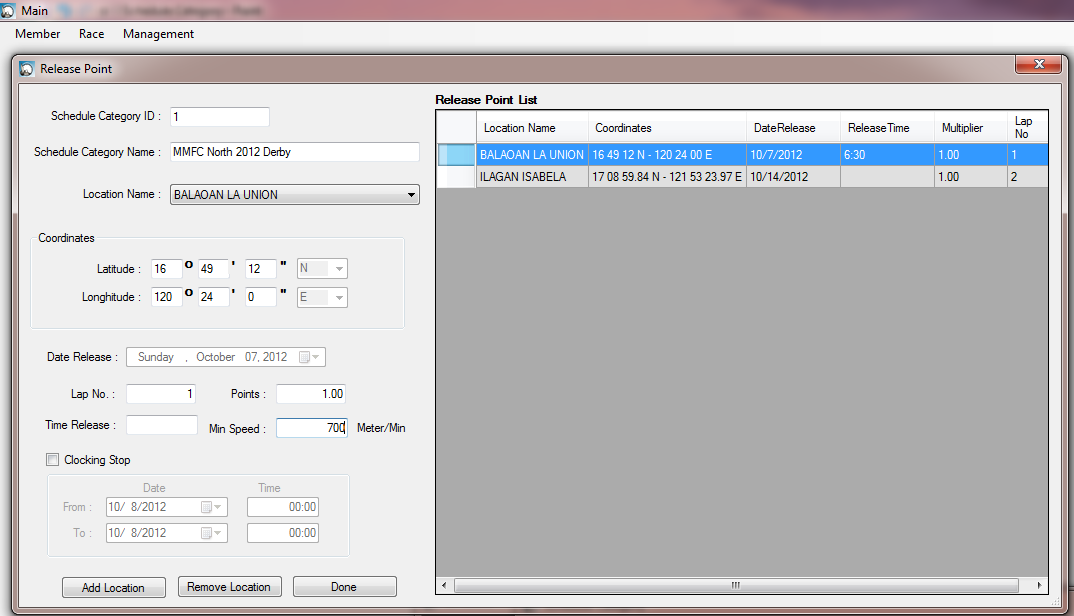 Main
Member Race Management
Release Point
Schedule Category ID : 1
Schedule Category Name : MMFC North 2012 Derby
Location Name : BALAOAN LA UNION
Coordinates
Latitude : 16 o 49 ' 12 " N
Longhitude : 120 o 24 ' 0 " E
Date Release : Sunday , October 07, 2012
Lap No. : 1 Points : 1.00
Time Release : Min Speed : 700 Meter/Min
Clocking Stop
Date Time
From : 10/ 8/2012 00:00
To : 10/ 8/2012 00:00
Add Location Remove Location Done
Release Point List
Location Name Coordinates DateRelease ReleaseTime Multiplier Lap No
BALAOAN LA UNION 16 49 12 N - 120 24 00 E 10/7/2012 6:30 1.00 1
ILAGAN ISABELA 17 08 59.84 N - 121 53 23.97 E 10/14/2012 1.00 2